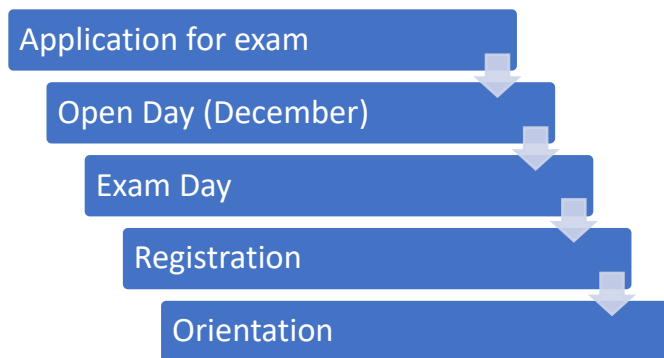 Application for exam
Open Day (December)
Exam Day
Registration
Orientation